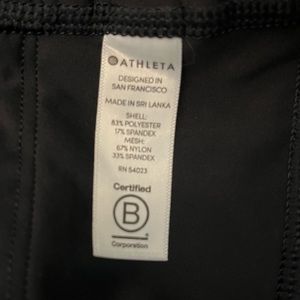 ATHLETA
DESIGNED IN
SAN FRANCISCO
MADE IN SRI LANKA
SHELL:
83% POLYESTER
17% SPANDEX
MESH:
67% NYLON
33% SPANDEX
RN 54023
Certified
B
Corporation